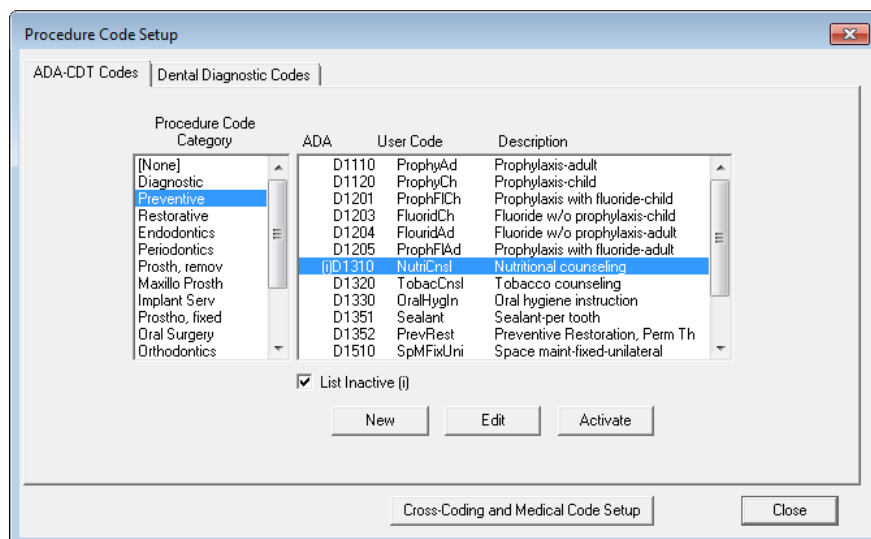 Procedure Code Setup
ADA-CDT Codes Dental Diagnostic Codes
Procedure Code
Category
ADA User Code Description
[None]
Diagnostic
Preventive
Restorative
Endodontics
Periodontics
Prosth, remov
Maxillo Prosth
Implant Serv
Prostho, fixed
Oral Surgery
Orthodontics
D1110 ProphyAd Prophylaxis-adult
D1120 ProphyCh Prophylaxis-child
D1201 ProphFlCh Prophylaxis with fluoride-child
D1203 FluoridCh Fluoride w/o prophylaxis-child
D1204 FlouridAd Fluoride w/o prophylaxis-adult
D1205 ProphFlAd Prophylaxis with fluoride-adult
(i)D1310 NutriCnsl Nutritional counseling
D1320 TobacCnsl Tobacco counseling
D1330 OralHygIn Oral hygiene instruction
D1351 Sealant Sealant-per tooth
D1352 PrevRest Preventive Restoration, Perm Th
D1510 SpMFixUni Space maint-fixed-unilateral
List Inactive (i)
New Edit Activate
Cross-Coding and Medical Code Setup Close